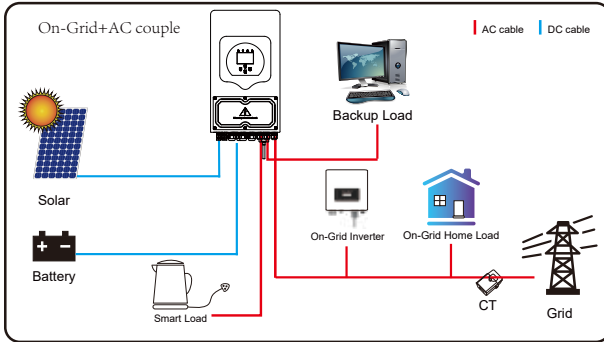 On-Grid+AC couple
AC cable
DC cable
Backup Load
Solar
On-Grid Inverter
On-Grid Home Load
Battery
CT
Grid
Smart Load